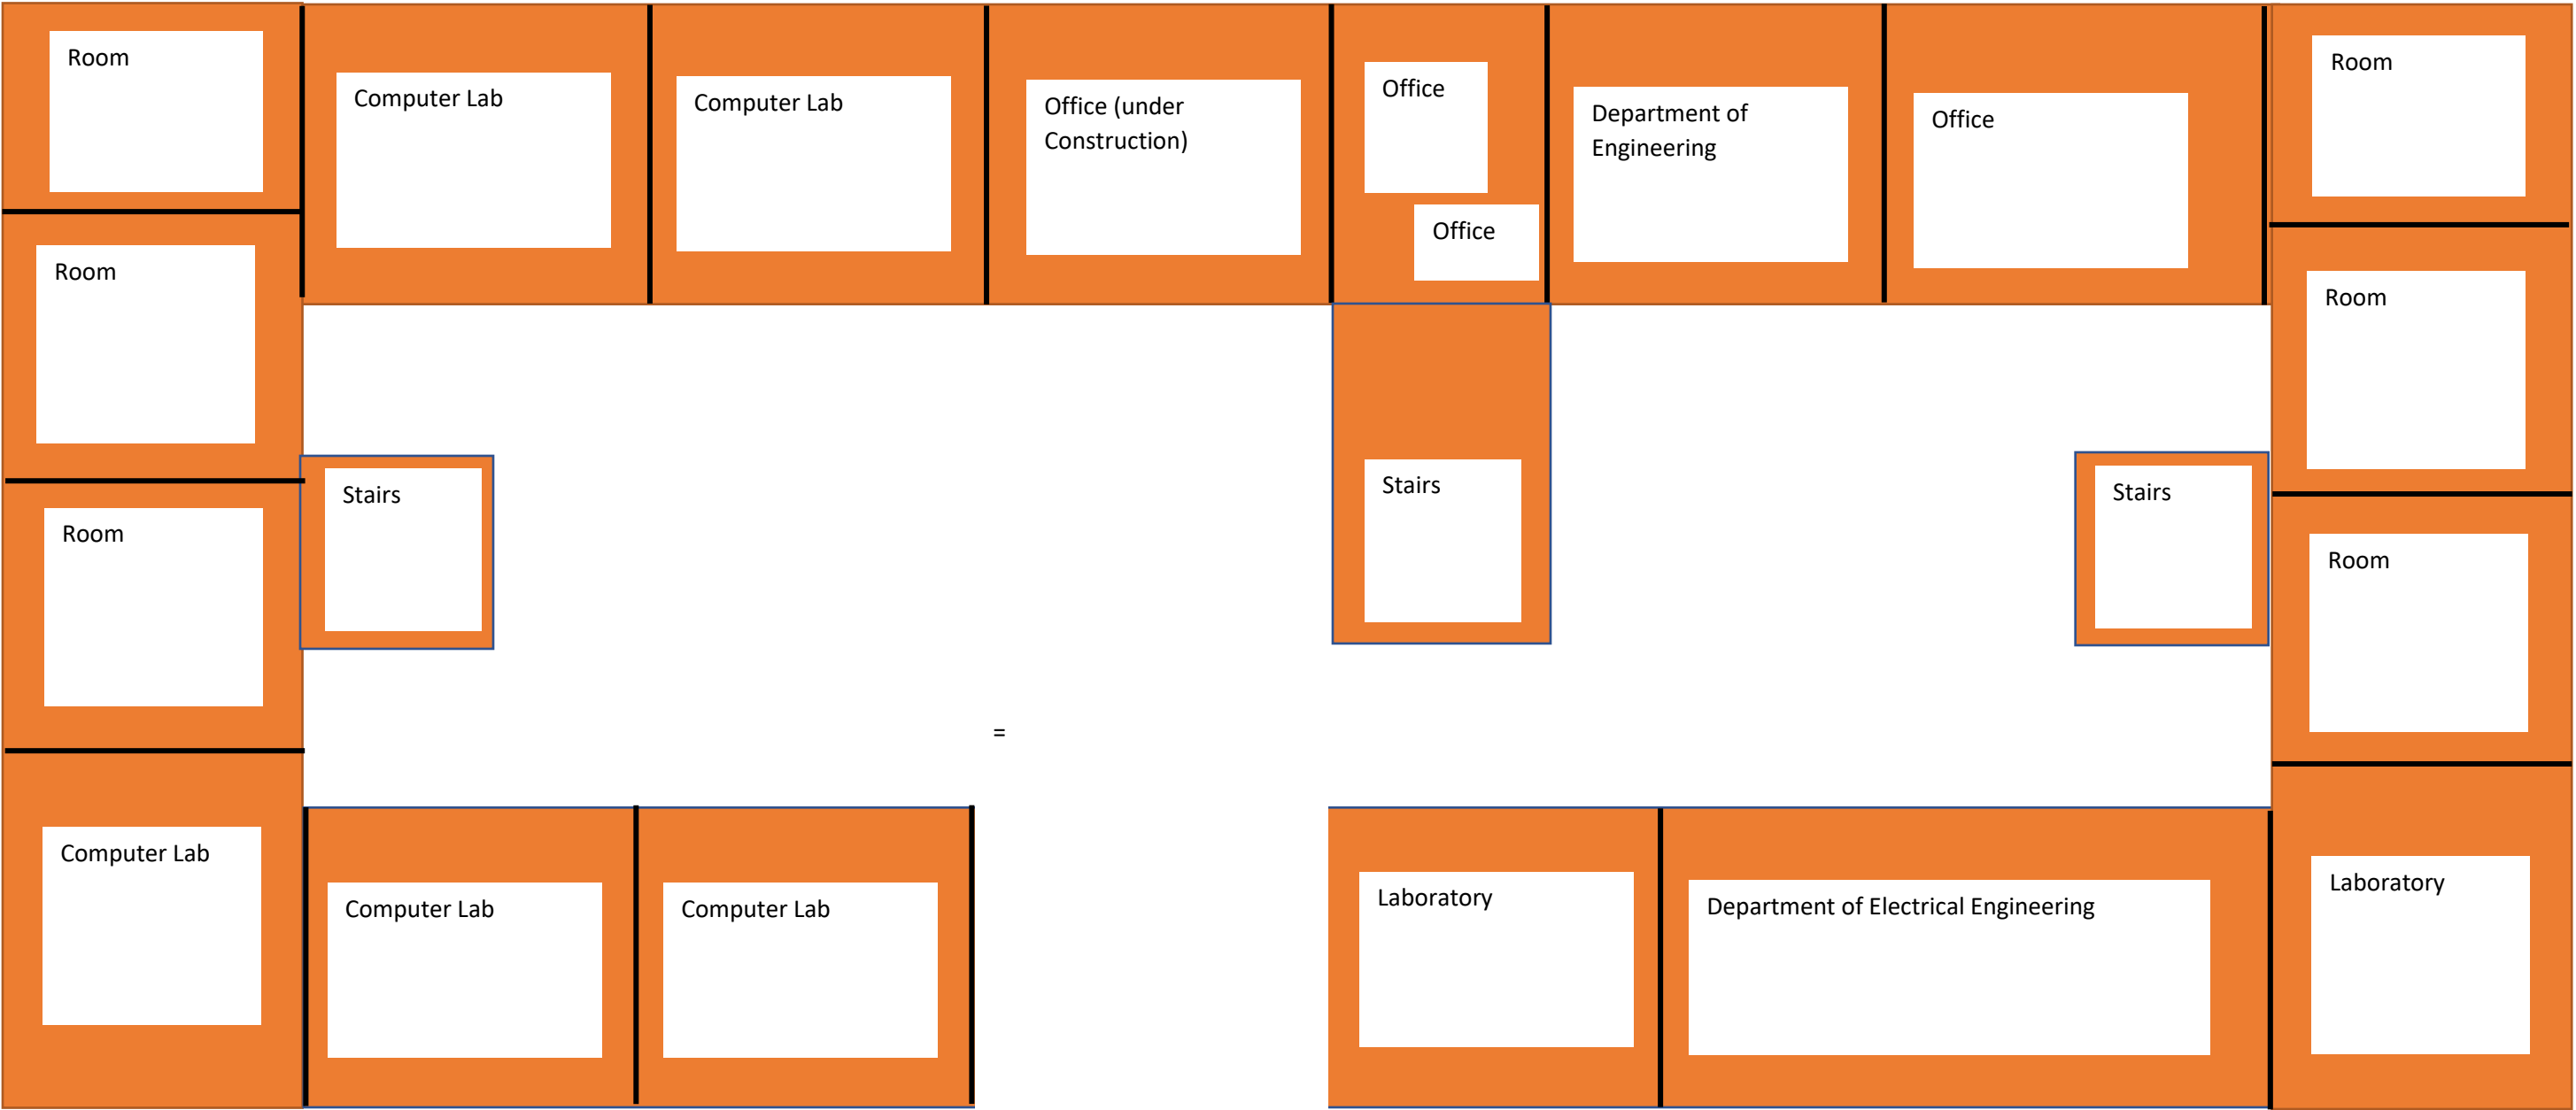 Room
Computer Lab
Computer Lab
Office (under
Construction)
Office
Office
Department of
Engineering
Office
Room
Room
Room
Room
Stairs
Stairs
Stairs
Room
=
Computer Lab
Computer Lab
Computer Lab
Laboratory
Department of Electrical Engineering
Laboratory